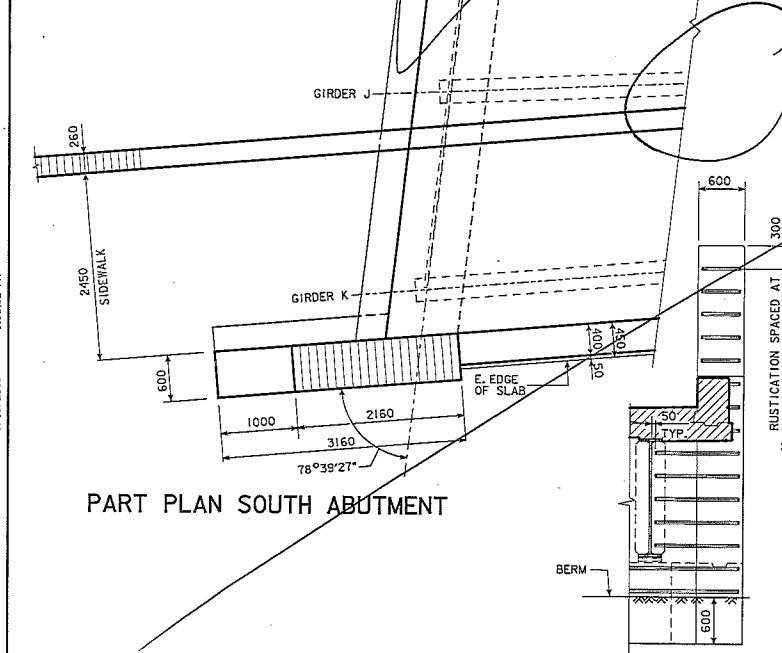 GIRDER J
260
600
2450
SIDEWALK
300
RUSTICATION SPACED AT
GIRDER K
400
450
50
600
E. EDGE
OF SLAB
50
TYP.
1000
2160
3160
78°39'27"
PART PLAN SOUTH ABUTMENT
BERM
600